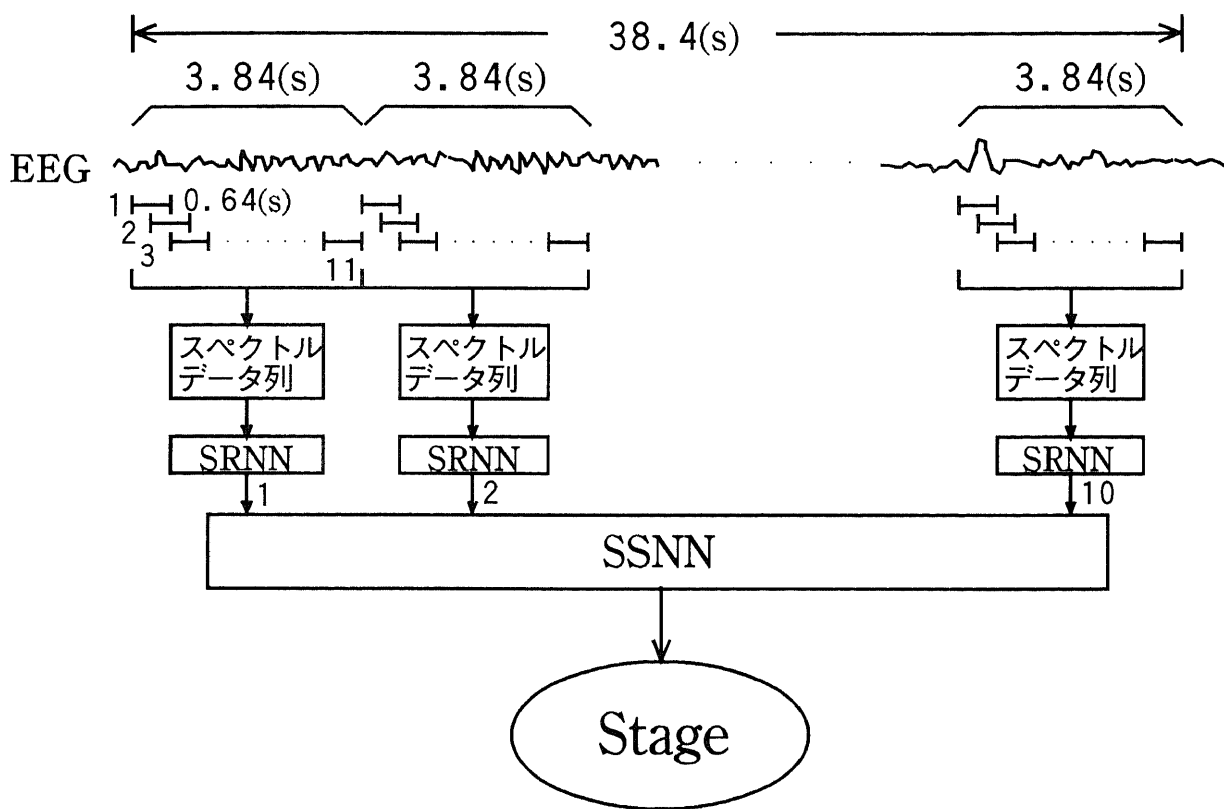 38.4(s)
3.84(s) 3.84(s) 3.84(s)
EEG
1 0.64(s)
2
3
11
スペクトル
データ列
スペクトル
データ列
スペクトル
データ列
SRNN SRNN SRNN
1 2 10
SSNN
Stage